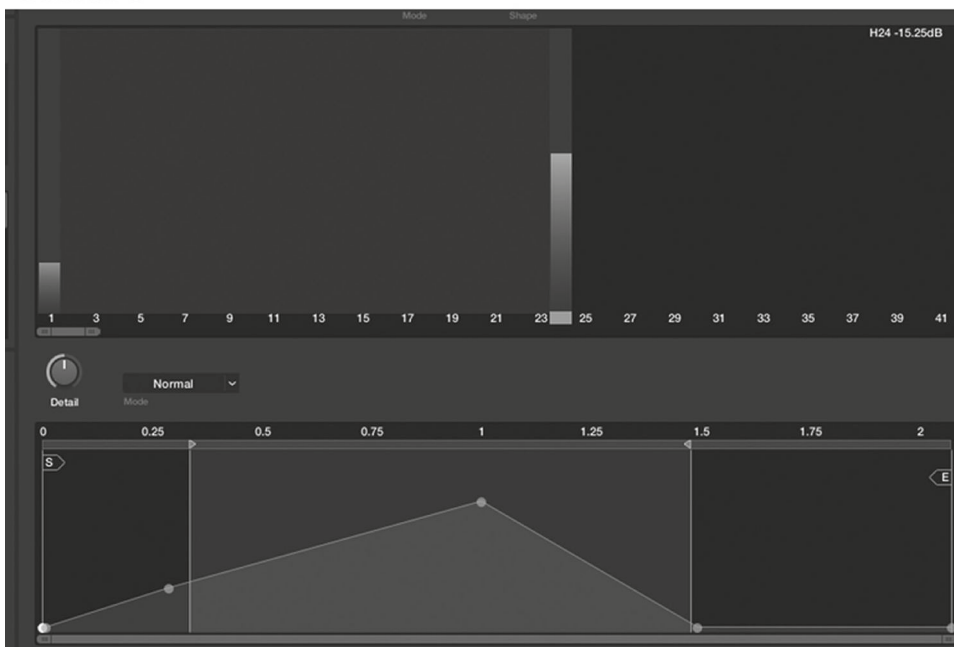 Mode Shape
H24 -15.25dB
1 3 5 7 9 11 13 15 17 19 21 23 25 27 29 31 33 35 37 39 41
Normal
Detail Mode
0 0.25 0.5 0.75 1 1.25 1.5 1.75 2
S
E